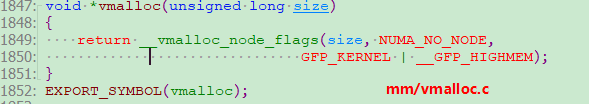 1847: void *vmalloc(unsigned long size)
1848: {
1849: ····return __vmalloc_node_flags(size, NUMA_NO_NODE,
1850: ····························GFP_KERNEL | __GFP_HIGHMEM);
1851: }
1852: EXPORT_SYMBOL(vmalloc); mm/vmalloc.c